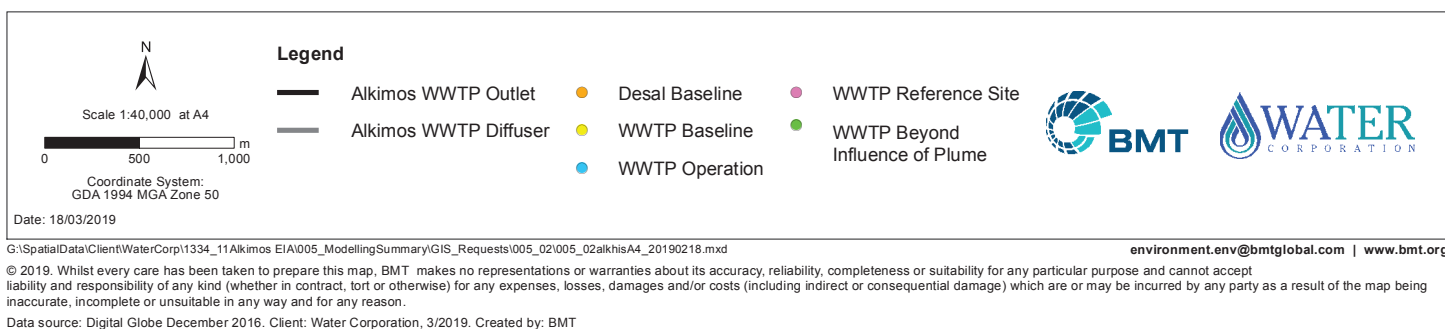 N
Scale 1:40,000 at A4
m
0 500 1,000
Coordinate System:
GDA 1994 MGA Zone 50
Date: 18/03/2019
Legend
Alkimos WWTP Outlet
Alkimos WWTP Diffuser
Desal Baseline
WWTP Baseline
WWTP Operation
WWTP Reference Site
WWTP Beyond
Influence of Plume
BMT
WATER
CORPORATION
G:\SpatialData\Client\WaterCorp\1334_11Alkimos EIA\005_ModellingSummary\GIS_Requests\005_02\005_02alkhisA4_20190218.mxd
environment.env@bmtglobal.com | www.bmt.org
© 2019. Whilst every care has been taken to prepare this map, BMT makes no representations or warranties about its accuracy, reliability, completeness or suitability for any particular purpose and cannot accept
liability and responsibility of any kind (whether in contract, tort or otherwise) for any expenses, losses, damages and/or costs (including indirect or consequential damage) which are or may be incurred by any party as a result of the map being
inaccurate, incomplete or unsuitable in any way and for any reason.
Data source: Digital Globe December 2016. Client: Water Corporation, 3/2019. Created by: BMT